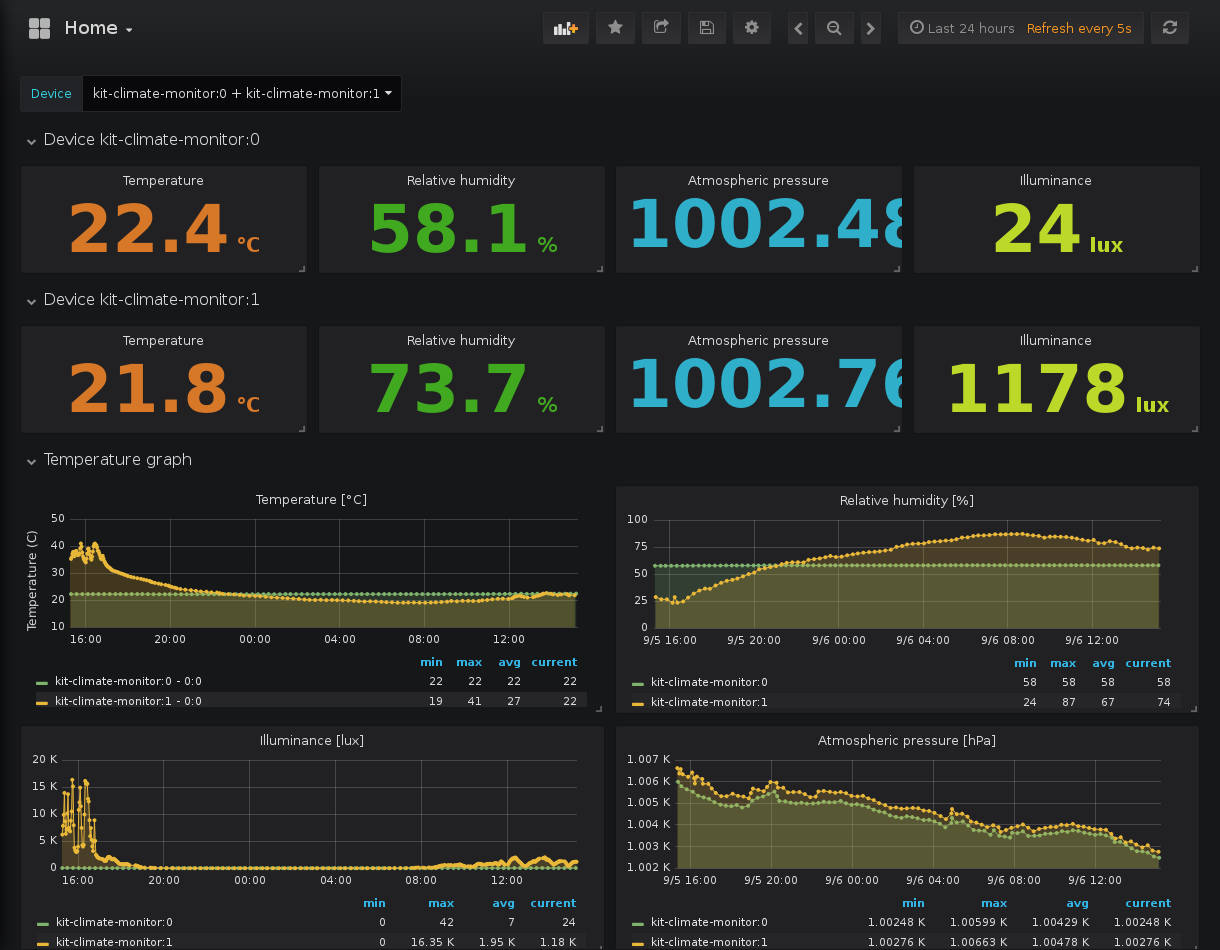 Home
Last 24 hours Refresh every 5s
Device kit-climate-monitor:0 + kit-climate-monitor:1
Device kit-climate-monitor:0
Temperature Relative humidity Atmospheric pressure Illuminance
22.4 °C 58.1 % 1002.48 24 lux
Device kit-climate-monitor:1
Temperature Relative humidity Atmospheric pressure Illuminance
21.8 °C 73.7 % 1002.76 1178 lux
Temperature graph
Temperature [°C]
Temperature (C)
50
40
30
20
10
16:00 20:00 00:00 04:00 08:00 12:00
min max avg current
kit-climate-monitor:0 - 0:0 22 22 22 22
kit-climate-monitor:1 - 0:0 19 41 27 22
Relative humidity [%]
100
75
50
25
0
9/5 16:00 9/5 20:00 9/6 00:00 9/6 04:00 9/6 08:00 9/6 12:00
min max avg current
kit-climate-monitor:0 58 58 58 58
kit-climate-monitor:1 24 87 67 74
Illuminance [lux]
20 K
15 K
10 K
5 K
0
16:00 20:00 00:00 04:00 08:00 12:00
min max avg current
kit-climate-monitor:0 0 42 7 24
kit-climate-monitor:1 0 16.35 K 1.95 K 1.18 K
Atmospheric pressure [hPa]
1.007 K
1.006 K
1.005 K
1.004 K
1.003 K
1.002 K
9/5 16:00 9/5 20:00 9/6 00:00 9/6 04:00 9/6 08:00 9/6 12:00
min max avg current
kit-climate-monitor:0 1.00248 K 1.00599 K 1.00429 K 1.00248 K
kit-climate-monitor:1 1.00276 K 1.00663 K 1.00478 K 1.00276 K